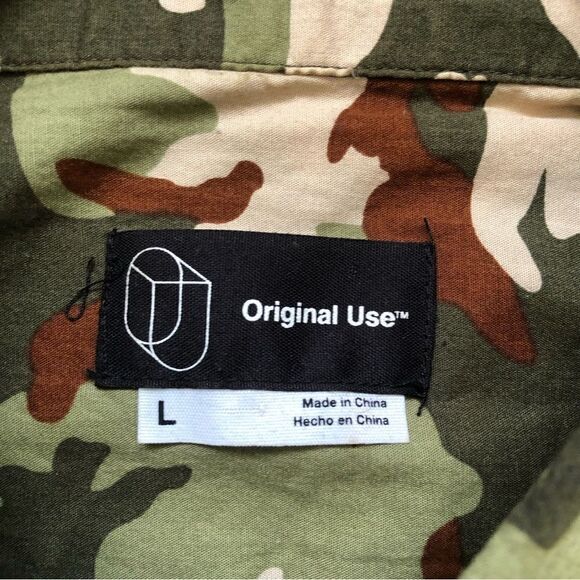 Original Use™
L
Made in China
Hecho en China